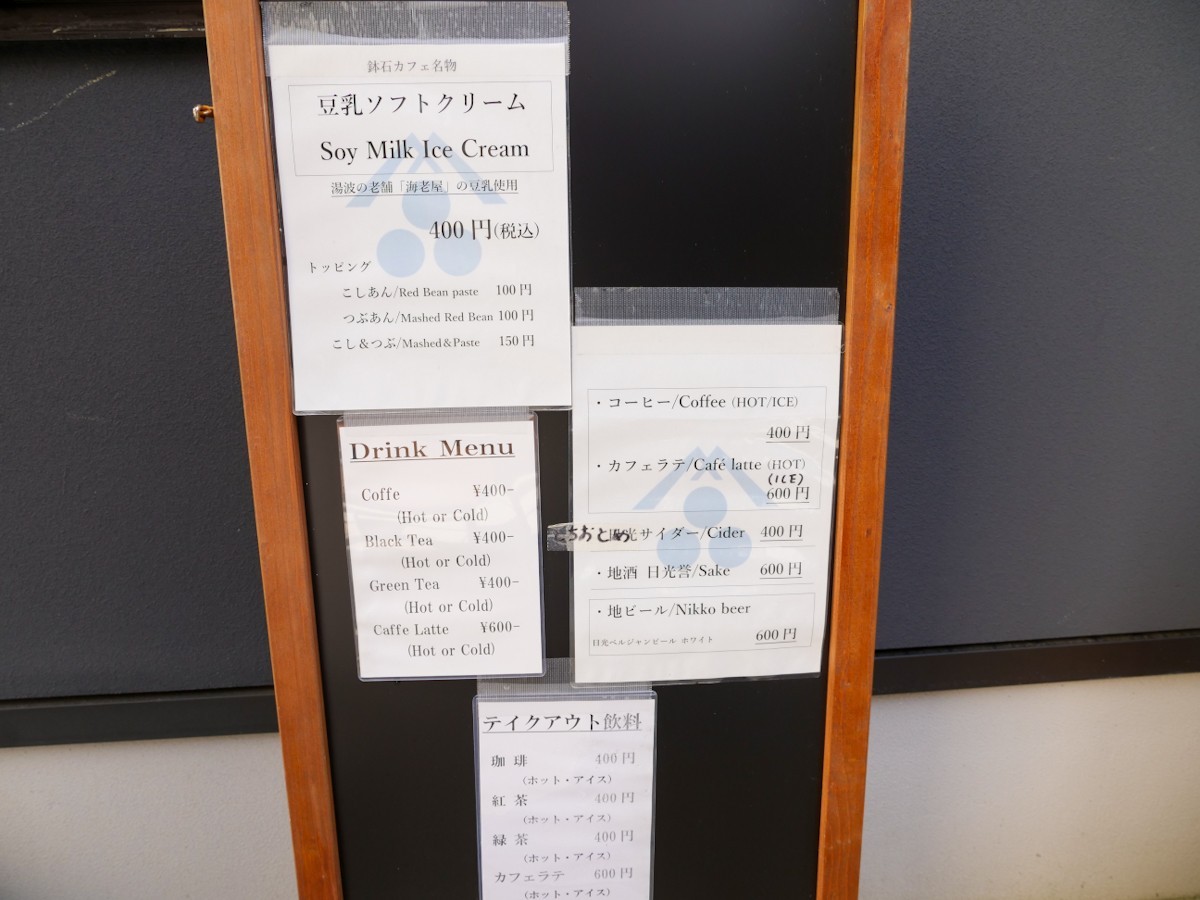 鉢石カフェ名物
豆乳ソフトクリーム
Soy Milk Ice Cream
湯波の老舗「海老屋」の豆乳使用
400円(税込)
トッピング
こしあん/Red Bean paste 100円
つぶあん/Mashed Red Bean 100円
こし&つぶ/Mashed&Paste 150円
・コーヒー/Coffee (HOT/ICE)
400円
・カフェラテ/Café latte (HOT)
(ICE)
600円
とちおとめ 光サイダー/Cider 400円
・地酒 日光誉/Sake 600円
・地ビール/Nikko beer
日光ベルジャンビール ホワイト 600円
Drink Menu
Coffe ¥400-
(Hot or Cold)
Black Tea ¥400-
(Hot or Cold)
Green Tea ¥400-
(Hot or Cold)
Caffe Latte ¥600-
(Hot or Cold)
テイクアウト飲料
珈琲 400円
(ホット・アイス)
紅茶 400円
(ホット・アイス)
緑茶 400円
(ホット・アイス)
カフェラテ 600円
(ホット・アイス)